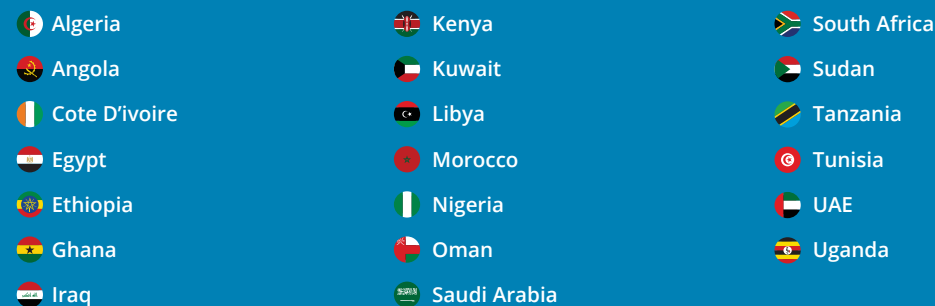 Algeria
Angola
Cote D’ivoire
Egypt
Ethiopia
Ghana
Iraq
Kenya
Kuwait
Libya
Morocco
Nigeria
Oman
Saudi Arabia
South Africa
Sudan
Tanzania
Tunisia
UAE
Uganda